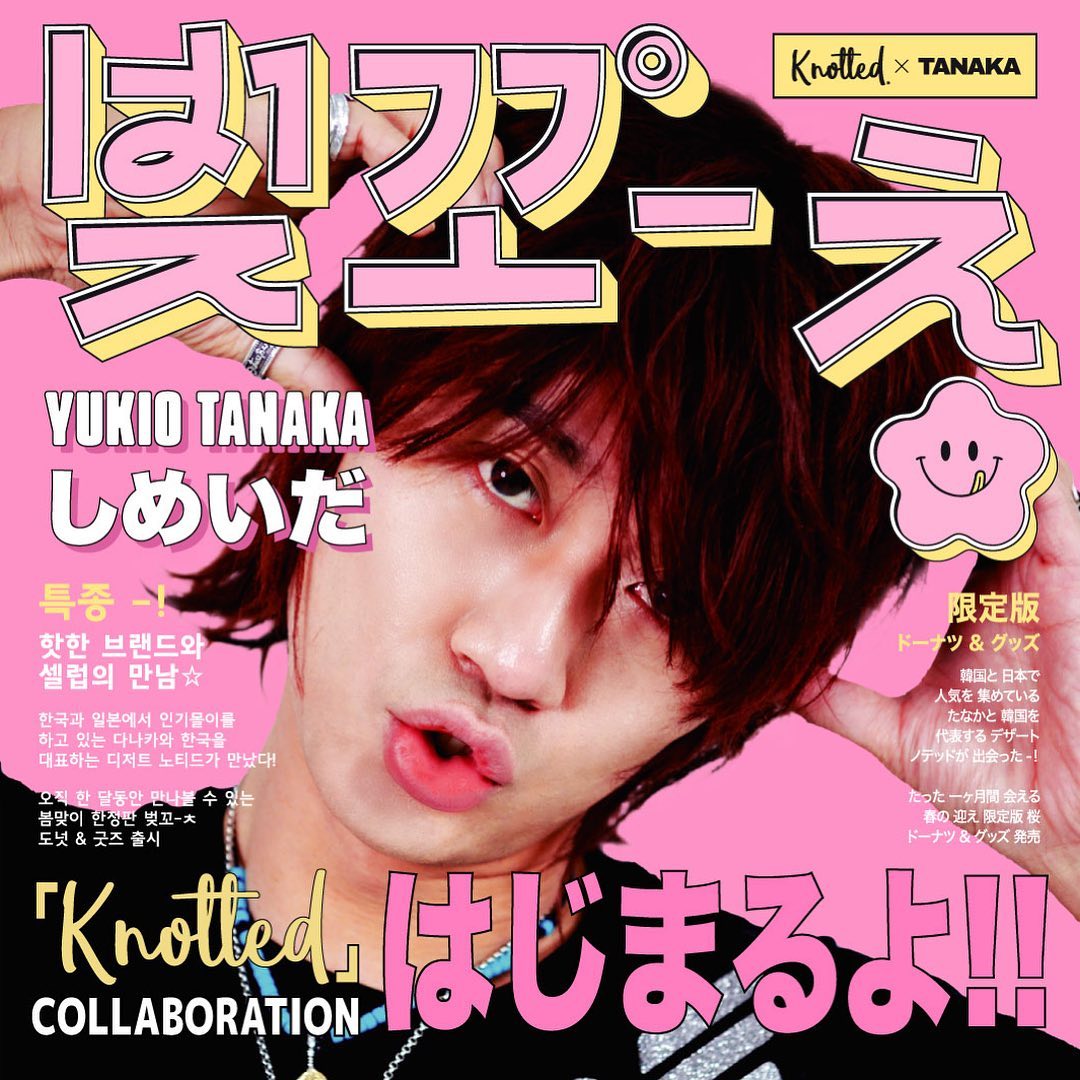 Knotted. × TANAKA
벚꼬°-え
YUKIO TANAKA
しめいだ
특종 -!
핫한 브랜드와
셀럽의 만남☆
한국과 일본에서 인기몰이를
하고 있는 다나카와 한국을
대표하는 디저트 노티드가 만났다!
오직 한 달동안 만나볼 수 있는
봄맞이 한정판 벚꼬-ㅊ
도넛 & 굿즈 출시
限定版
ドーナツ & グッズ
韓国と 日本で
人気を 集めている
たなかと 韓国を
代表する デザート
ノテッドが 出会った -!
たった 一ヶ月間 会える
春の 迎え 限定版 桜
ドーナツ & グッズ 発売
「Knotted」
COLLABORATION
はじまるよ!!